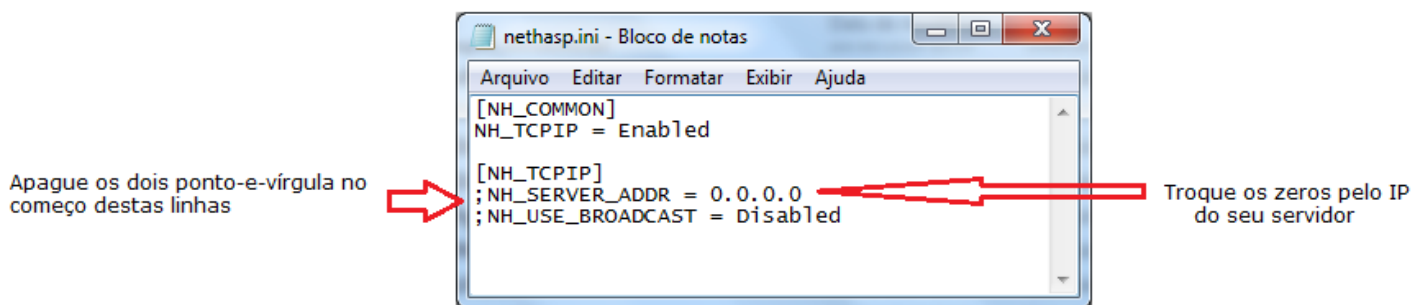 nethasp.ini - Bloco de notas
Arquivo Editar Formatar Exibir Ajuda
[NH_COMMON]
NH_TCPIP = Enabled
[NH_TCPIP]
;NH_SERVER_ADDR = 0.0.0.0
;NH_USE_BROADCAST = Disabled
Apague os dois ponto-e-vírgula no
começo destas linhas
Troque os zeros pelo IP
do seu servidor